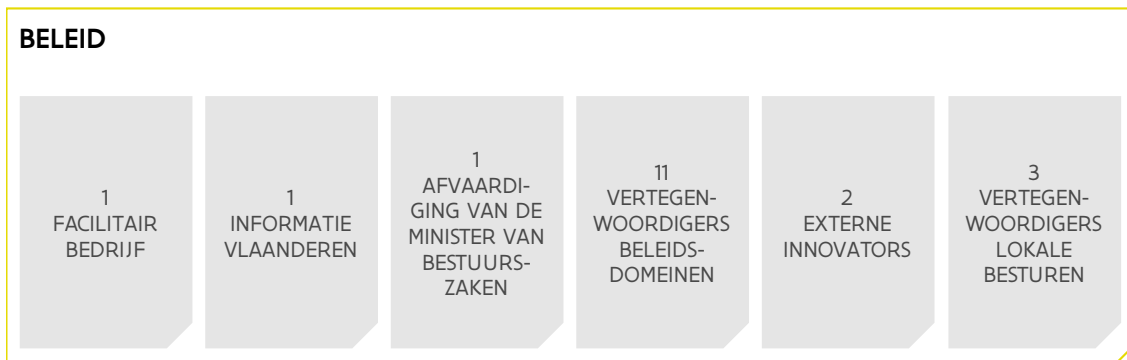 BELEID
1
FACILITAIR
BEDRIJF
1
INFORMATIE
VLAANDEREN
1
AFVAARDI-
GING VAN DE
MINISTER VAN
BESTUURS-
ZAKEN
11
VERTEGEN-
WOORDIGERS
BELEIDS-
DOMEINEN
2
EXTERNE
INNOVATORS
3
VERTEGEN-
WOORDIGERS
LOKALE
BESTUREN